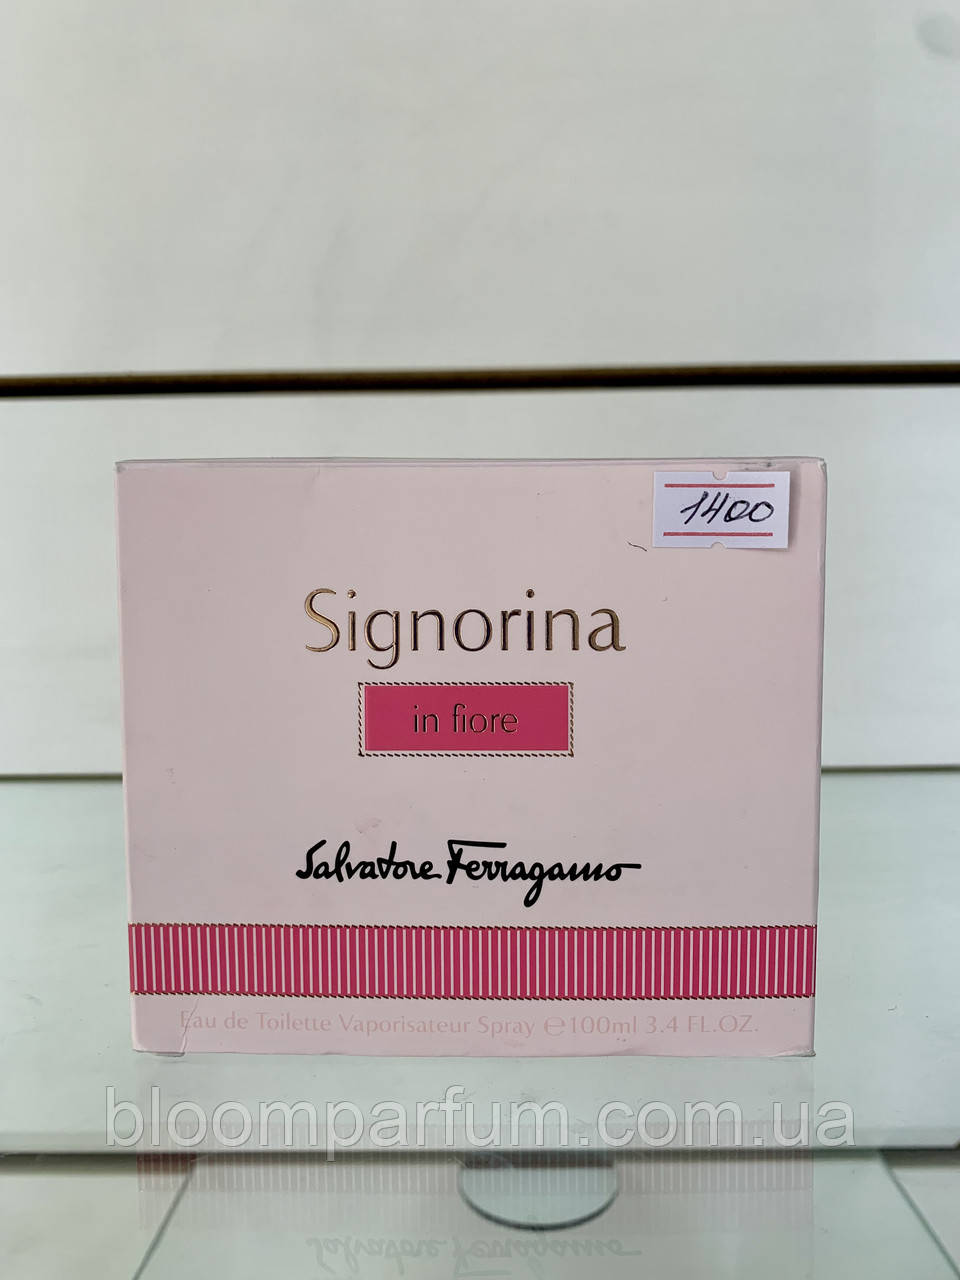 1400
Signorina
in fiore
Salvatore Ferragamo
Eau de Toilette Vaporisateur Spray ℮100ml 3.4 FL.OZ.
bloomparfum.com.ua